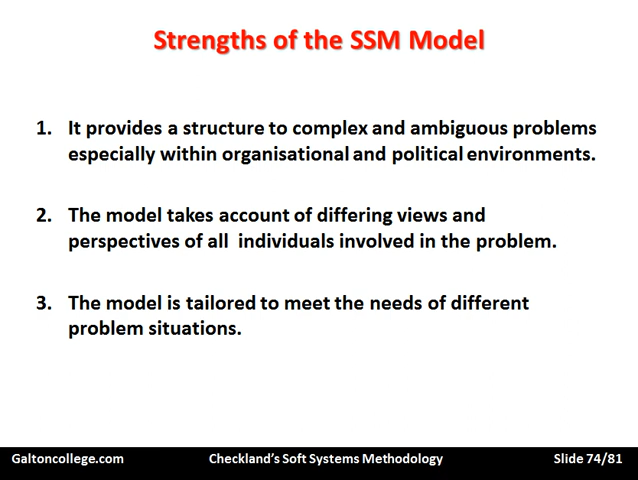 Strengths of the SSM Model
1. It provides a structure to complex and ambiguous problems
especially within organisational and political environments.
2. The model takes account of differing views and
perspectives of all individuals involved in the problem.
3. The model is tailored to meet the needs of different
problem situations.
Galtoncollege.com Checkland's Soft Systems Methodology Slide 74/81